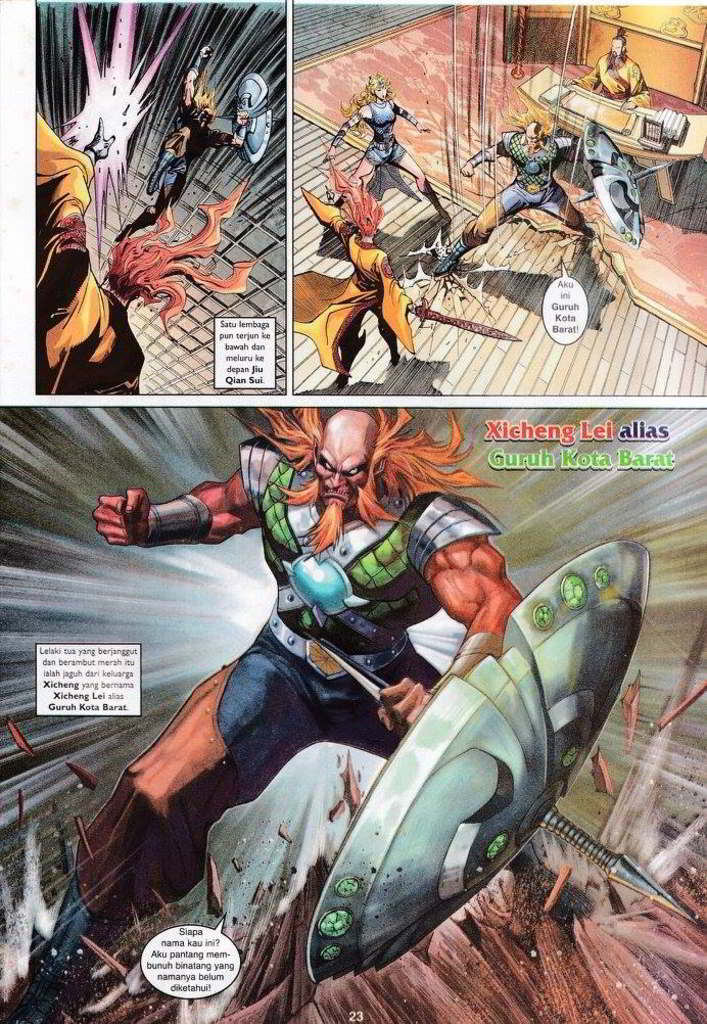 Satu lembaga
pun terjun ke
bawah dan
meluru ke
depan Jiu
Qian Sui.
Aku
ini
Guruh
Kota
Barat!
Xicheng Lei alias
Guruh Kota Barat
Lelaki tua yang berjanggut
dan berambut merah itu
ialah jaguh dari keluarga
Xicheng yang bernama
Xicheng Lei alias
Guruh Kota Barat.
Siapa
nama kau ini?
Aku pantang mem-
bunuh binatang yang
namanya belum
diketahui!
23